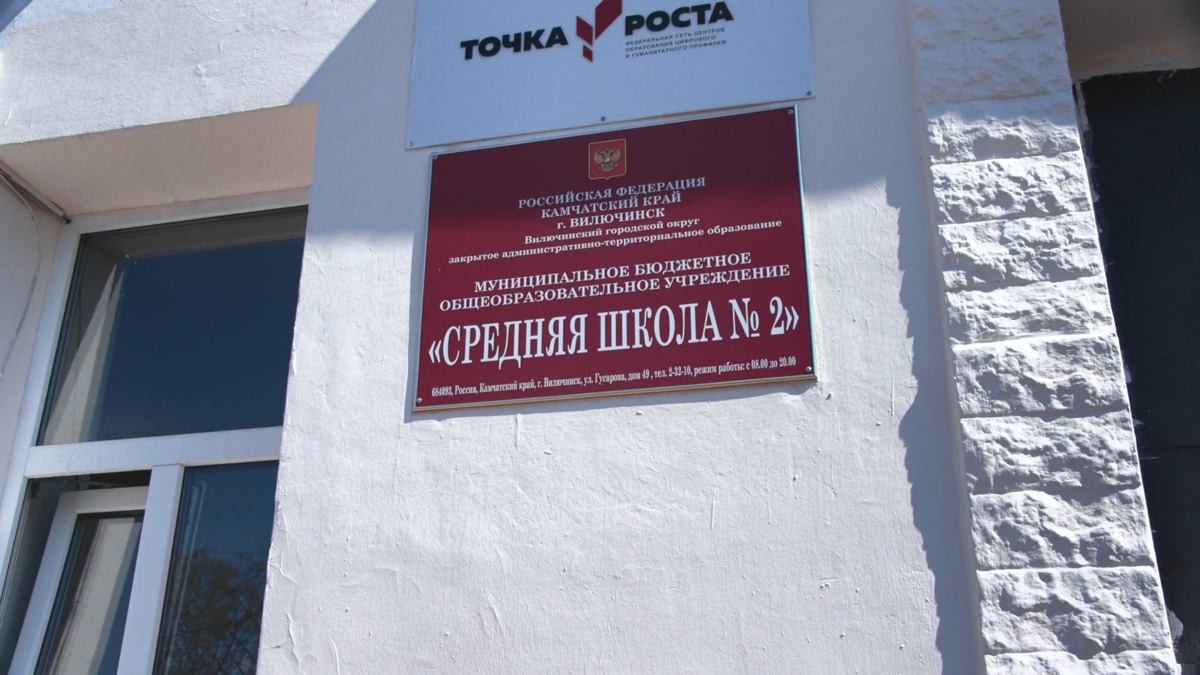 ТОЧКА РОСТА
ФЕДЕРАЛЬНАЯ СЕТЬ ЦЕНТРОВ
ОБРАЗОВАНИЯ ЦИФРОВОГО
И ГУМАНИТАРНОГО ПРОФИЛЕЙ
РОССИЙСКАЯ ФЕДЕРАЦИЯ
КАМЧАТСКИЙ КРАЙ
г. ВИЛЮЧИНСК
Вилючинский городской округ
закрытое административно-территориальное образование
МУНИЦИПАЛЬНОЕ БЮДЖЕТНОЕ
ОБЩЕОБРАЗОВАТЕЛЬНОЕ УЧРЕЖДЕНИЕ
«СРЕДНЯЯ ШКОЛА № 2»
684093, Россия, Камчатский край, г. Вилючинск, ул. Гусарова, дом 49 , тел. 2-32-10, режим работы: с 08.00 до 20.00